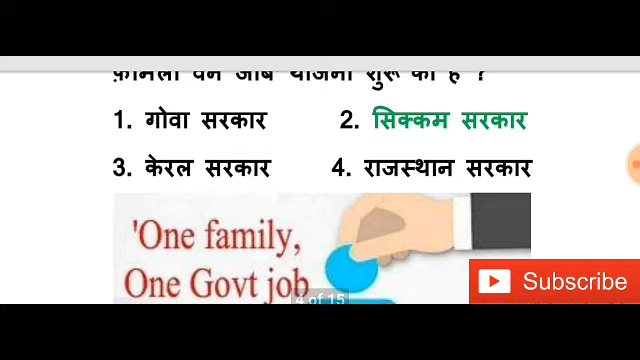 फ़ैमिली वन जॉब' योजना शुरू की है ?
1. गोवा सरकार 2. सिक्कम सरकार
3. केरल सरकार 4. राजस्थान सरकार
'One family,
One Govt job
4 of 15
Subscribe